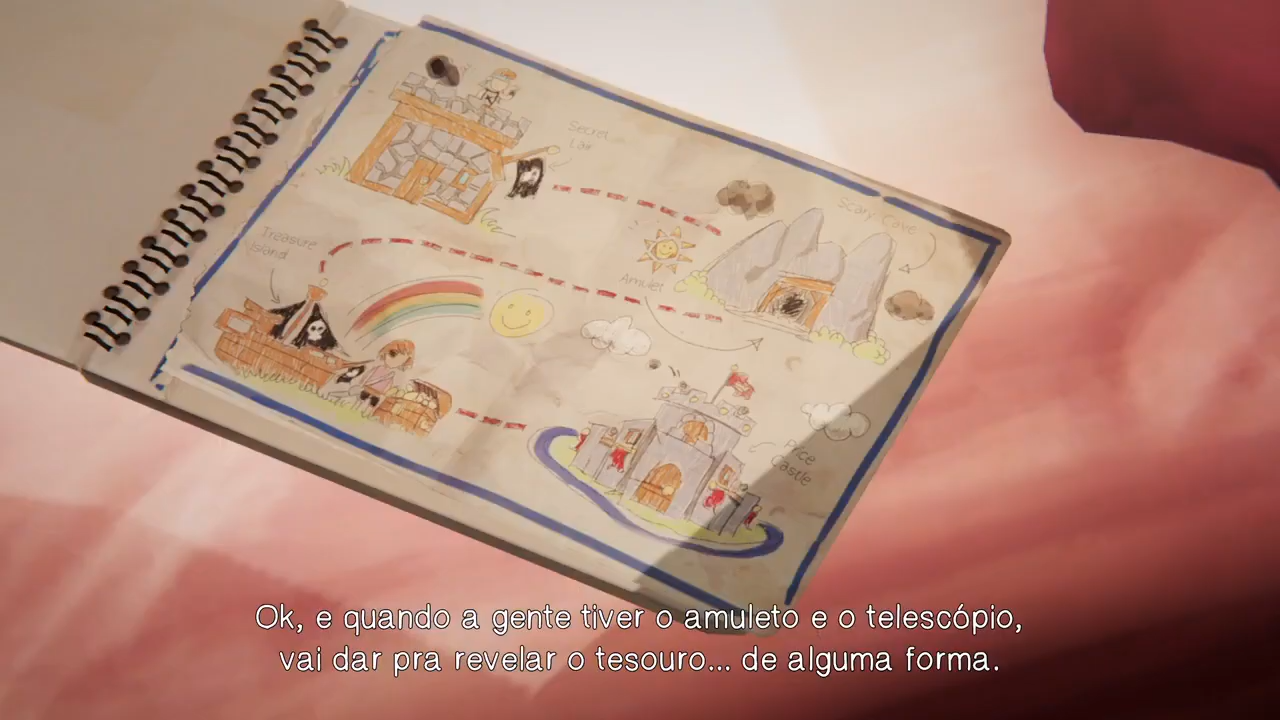 Secret
Lair
Scary Cave
Treasure
Island
Amulet
Price
Castle
Ok, e quando a gente tiver o amuleto e o telescópio,
vai dar pra revelar o tesouro... de alguma forma.